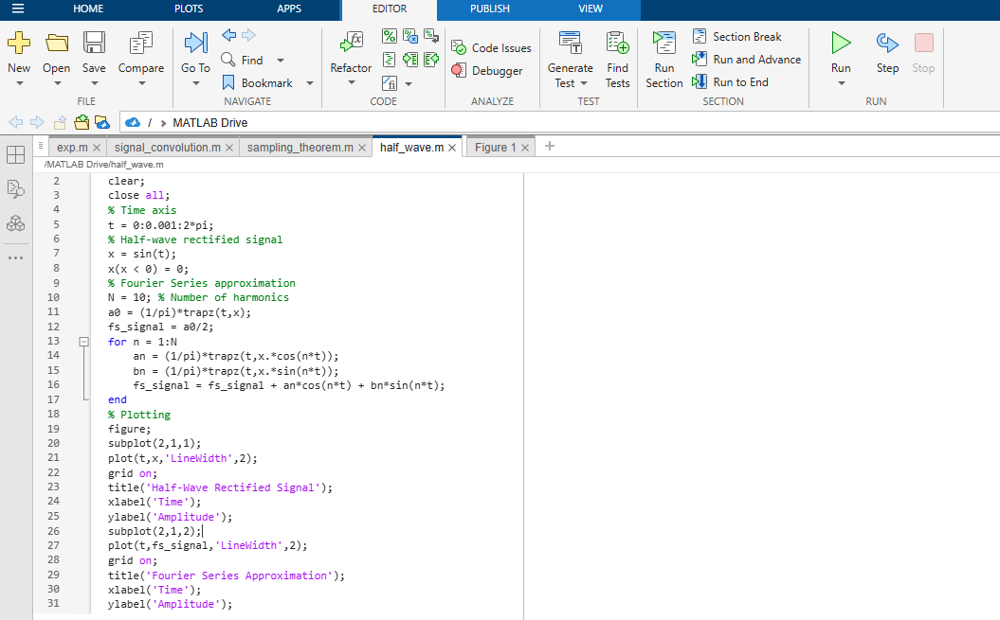 HOME PLOTS APPS EDITOR PUBLISH VIEW
New Open Save Compare Go To Find Bookmark Refactor Code Issues Debugger Generate Test Find Tests Run Section Section Break Run and Advance Run to End Run Step Stop
FILE NAVIGATE CODE ANALYZE TEST SECTION RUN
/ MATLAB Drive
exp.m signal_convolution.m sampling_theorem.m half_wave.m Figure 1
/MATLAB Drive/half_wave.m
2 clear;
3 close all;
4 % Time axis
5 t = 0:0.001:2*pi;
6 % Half-wave rectified signal
7 x = sin(t);
8 x(x < 0) = 0;
9 % Fourier Series approximation
10 N = 10; % Number of harmonics
11 a0 = (1/pi)*trapz(t,x);
12 fs_signal = a0/2;
13 for n = 1:N
14 an = (1/pi)*trapz(t,x.*cos(n*t));
15 bn = (1/pi)*trapz(t,x.*sin(n*t));
16 fs_signal = fs_signal + an*cos(n*t) + bn*sin(n*t);
17 end
18 % Plotting
19 figure;
20 subplot(2,1,1);
21 plot(t,x,'LineWidth',2);
22 grid on;
23 title('Half-Wave Rectified Signal');
24 xlabel('Time');
25 ylabel('Amplitude');
26 subplot(2,1,2);
27 plot(t,fs_signal,'LineWidth',2);
28 grid on;
29 title('Fourier Series Approximation');
30 xlabel('Time');
31 ylabel('Amplitude');